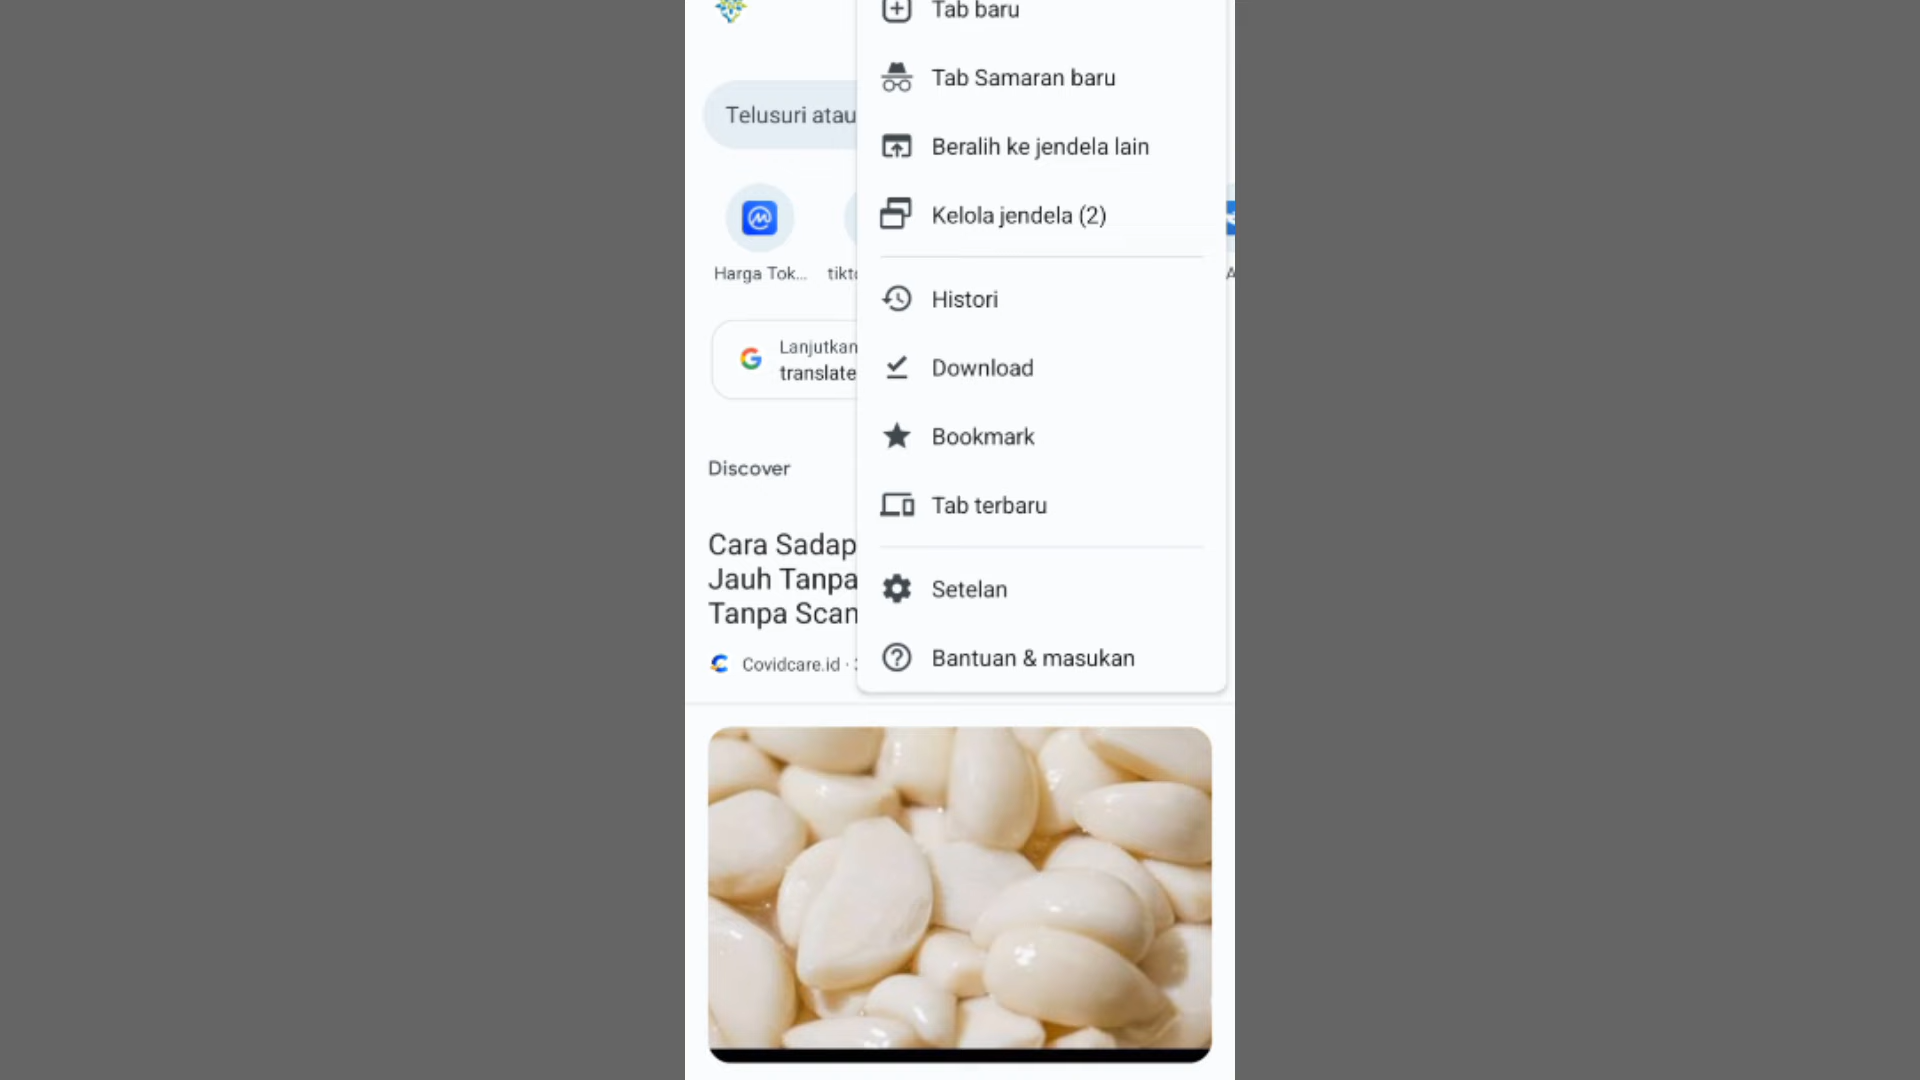 Tab baru
Tab Samaran baru
Telusuri atau
Beralih ke jendela lain
Kelola jendela (2)
Harga Tok...
tikt
Histori
Lanjutkan
translate
Download
Bookmark
Discover
Tab terbaru
Cara Sadap
Jauh Tanpa
Tanpa Scan
Setelan
Covidcare.id ·
Bantuan & masukan